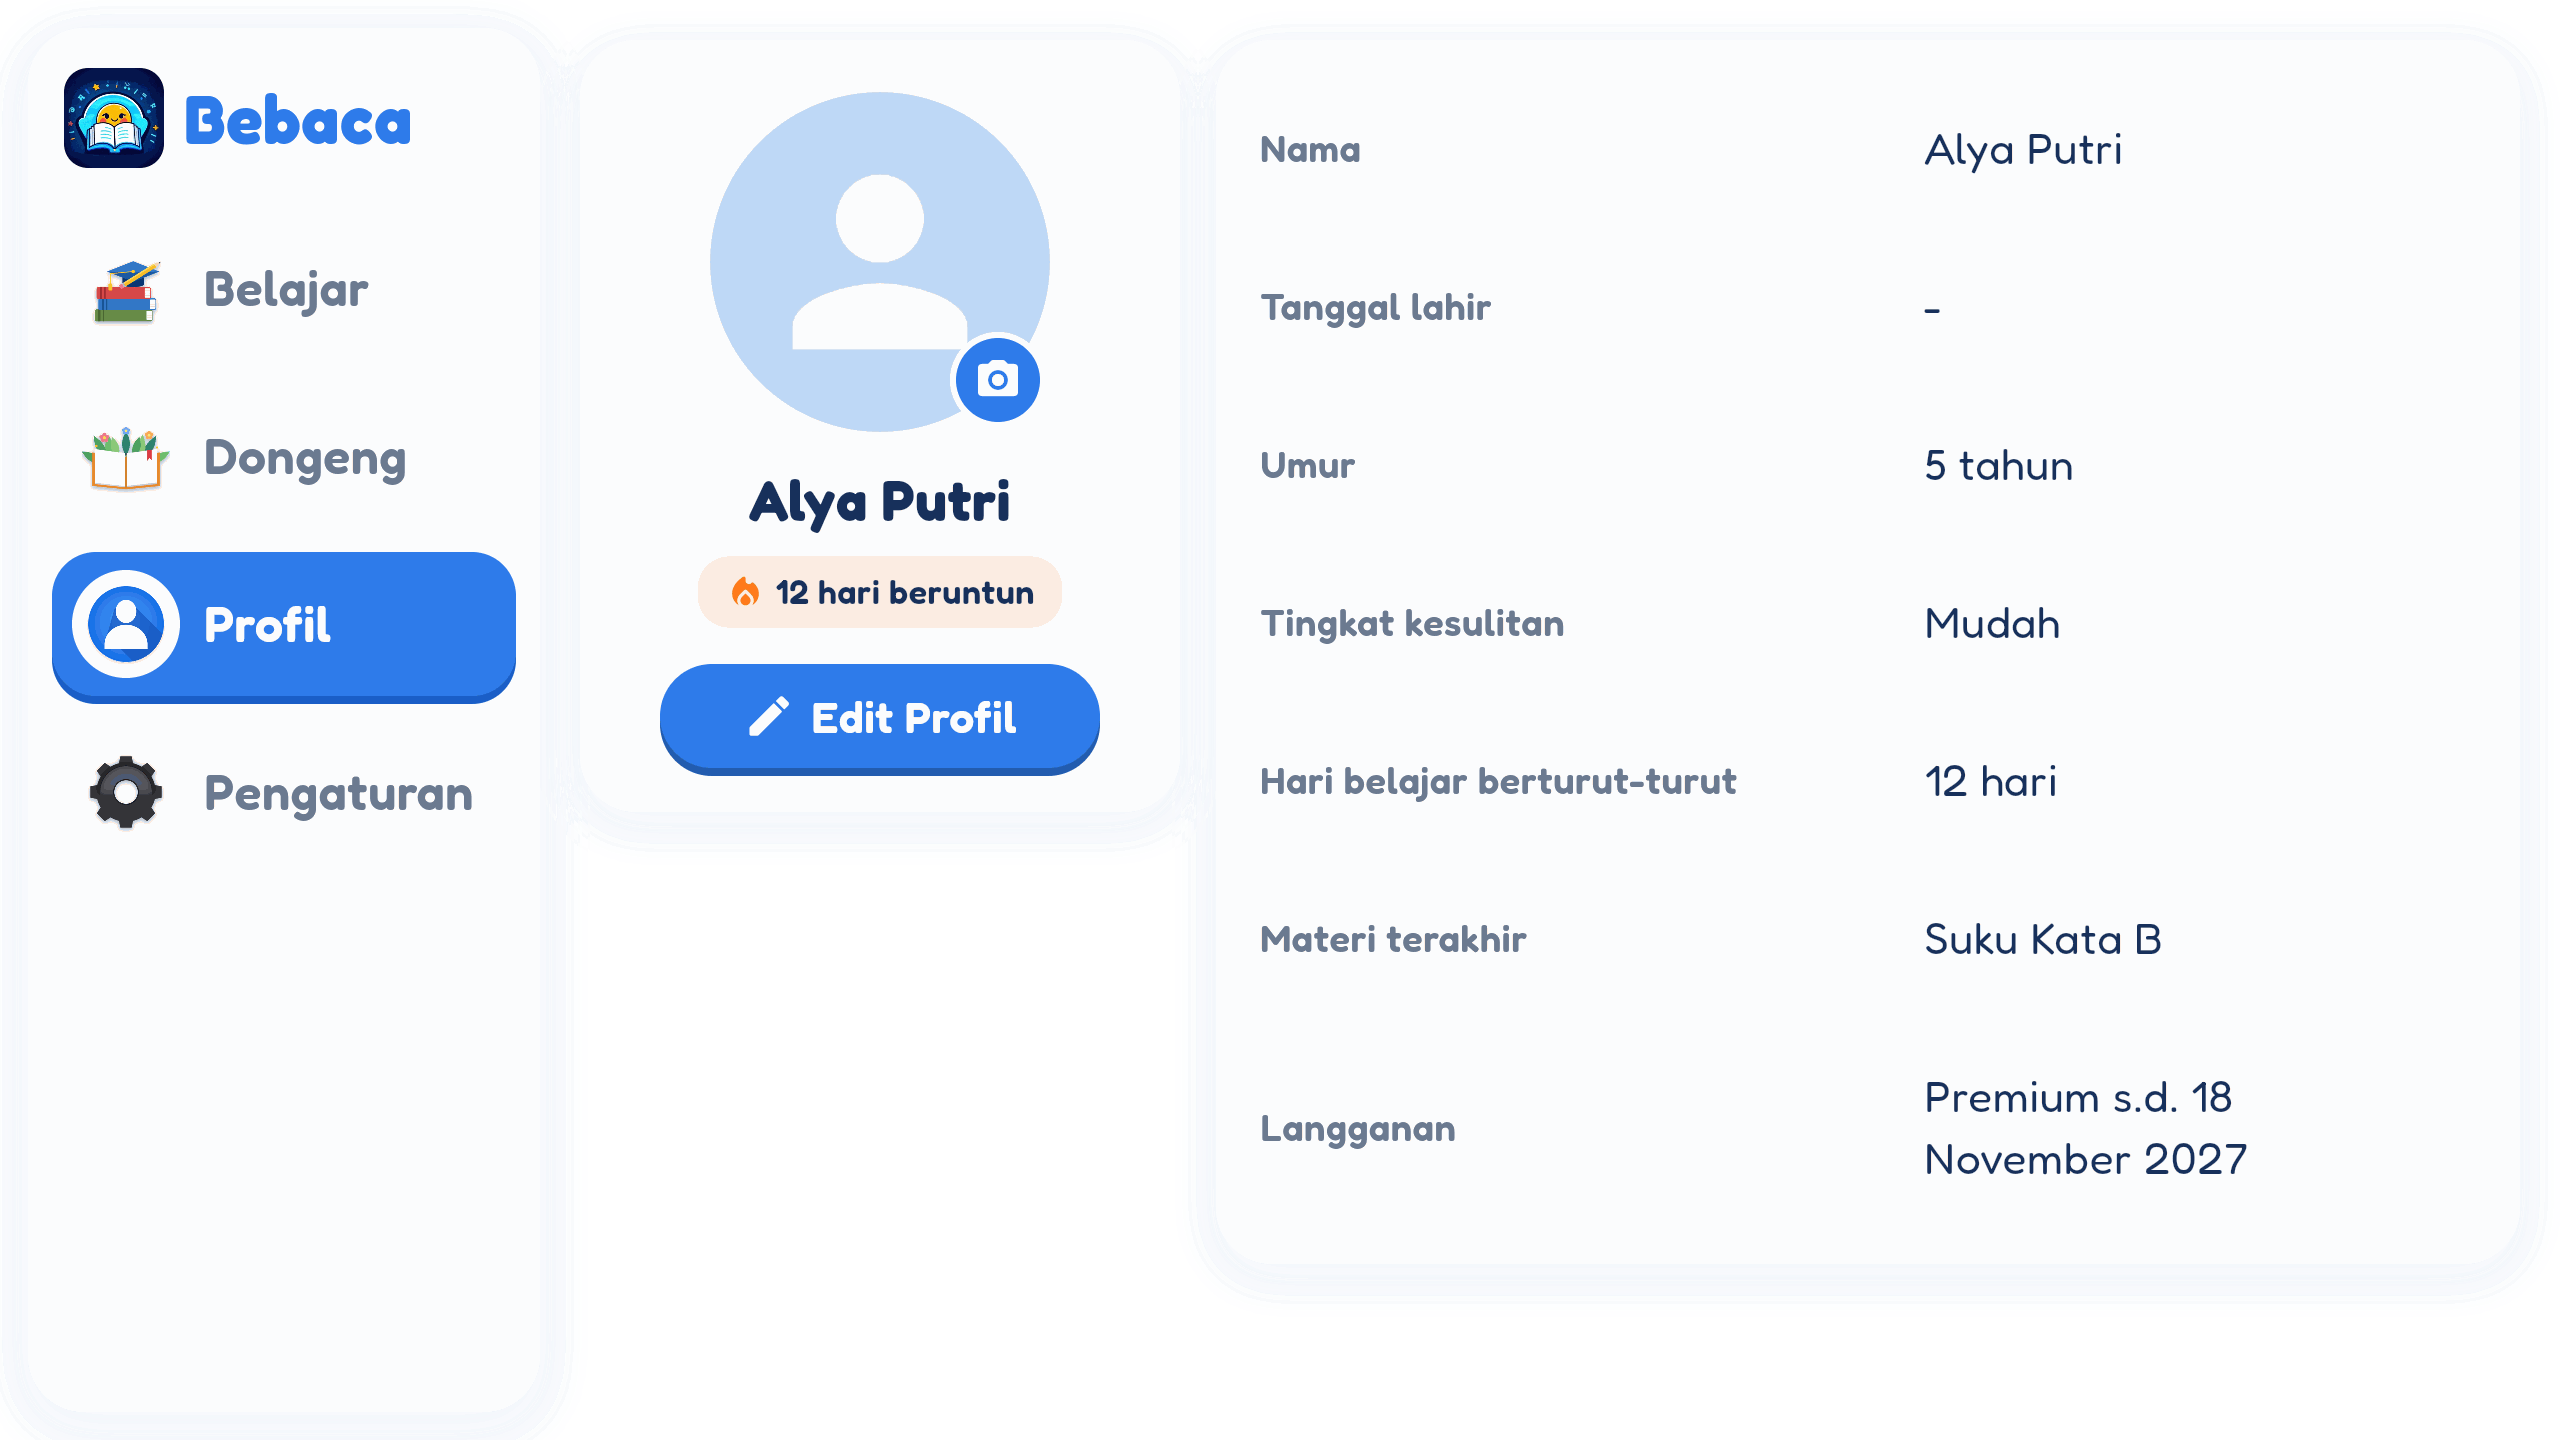 Bebaca
Belajar
Dongeng
Profil
Pengaturan
Alya Putri
12 hari beruntun
Edit Profil
Nama
Alya Putri
Tanggal lahir
-
Umur
5 tahun
Tingkat kesulitan
Mudah
Hari belajar berturut-turut
12 hari
Materi terakhir
Suku Kata B
Langganan
Premium s.d. 18
November 2027